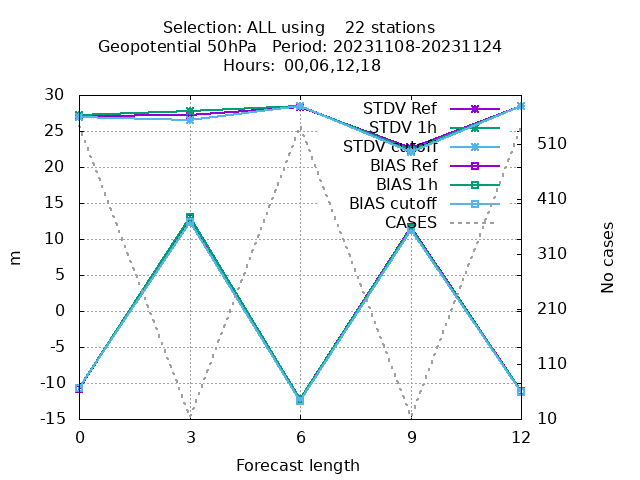 Selection: ALL using    22 stations
Geopotential 50hPa   Period: 20231108-20231124
Hours: 00,06,12,18
STDV Ref
STDV 1h
STDV cutoff
BIAS Ref
BIAS 1h
BIAS cutoff
CASES
30
25
20
15
10
5
0
-5
-10
-15
m
510
410
310
210
110
10
No cases
0 3 6 9 12
Forecast length